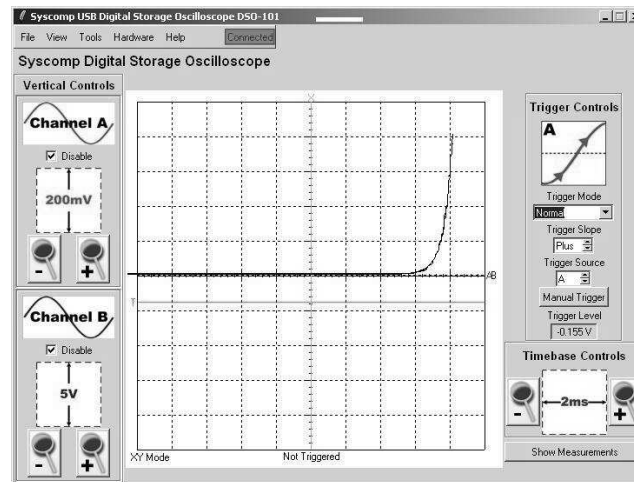 Syscomp USB Digital Storage Oscilloscope DSO-101
File View Tools Hardware Help Connected
Syscomp Digital Storage Oscilloscope
Vertical Controls
Channel A
Disable
200mV
- +
Channel B
Disable
5V
- +
T
AB
XY Mode Not Triggered
Trigger Controls
A
Trigger Mode
Normal
Trigger Slope
Plus
Trigger Source
A
Manual Trigger
Trigger Level
-0.155 V
Timebase Controls
- 2ms +
Show Measurements